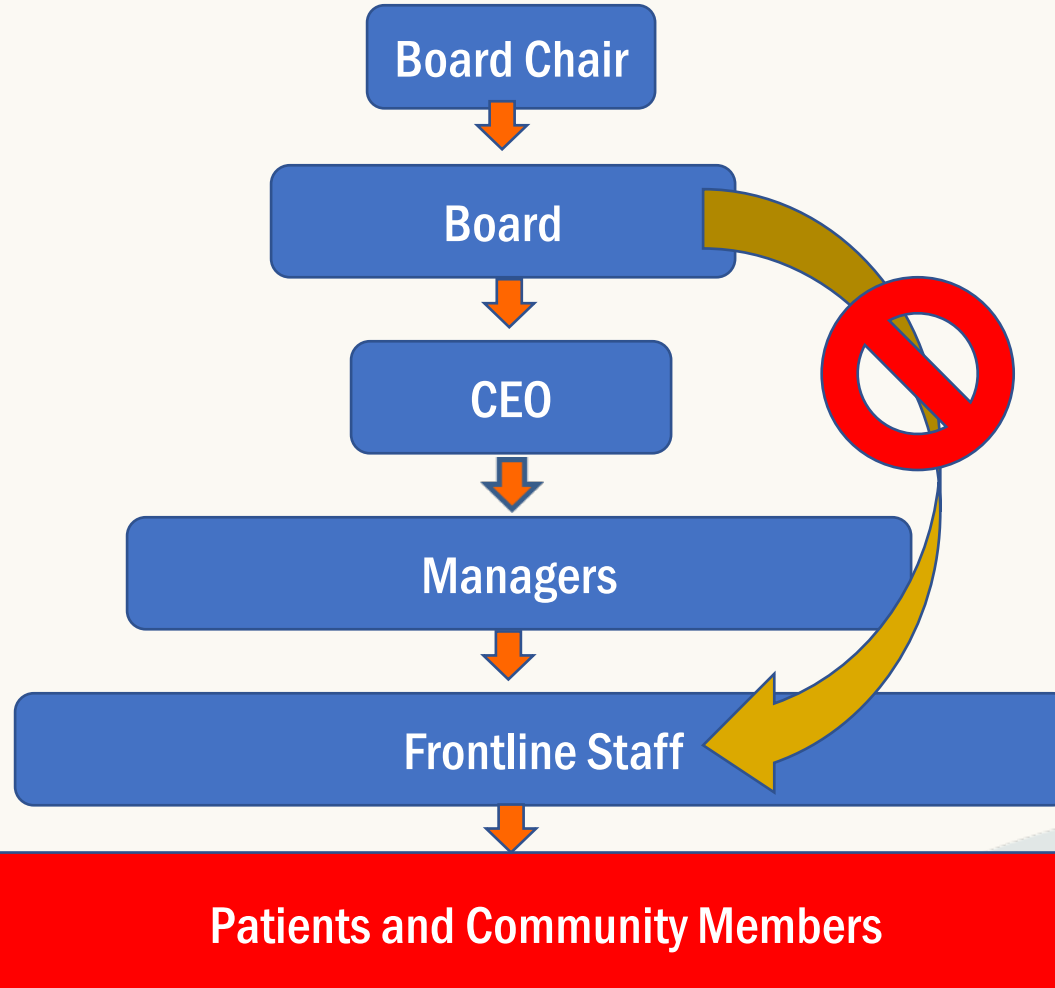 Board Chair
Board
CEO
Managers
Frontline Staff
Patients and Community Members